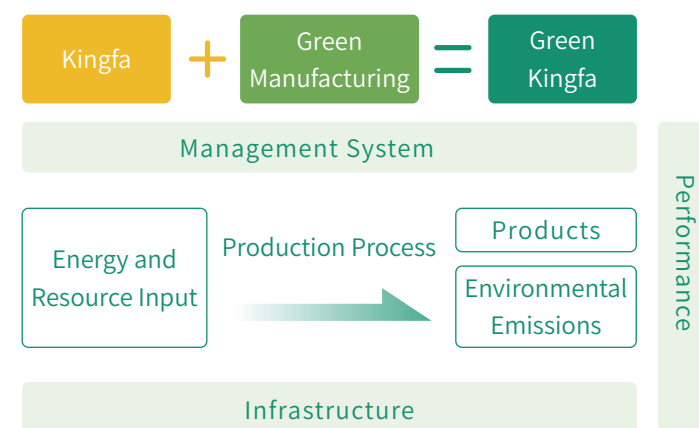 Kingfa
+
Green
Manufacturing
=
Green
Kingfa
Management System
Energy and
Resource Input
Production Process
Products
Environmental
Emissions
Performance
Infrastructure